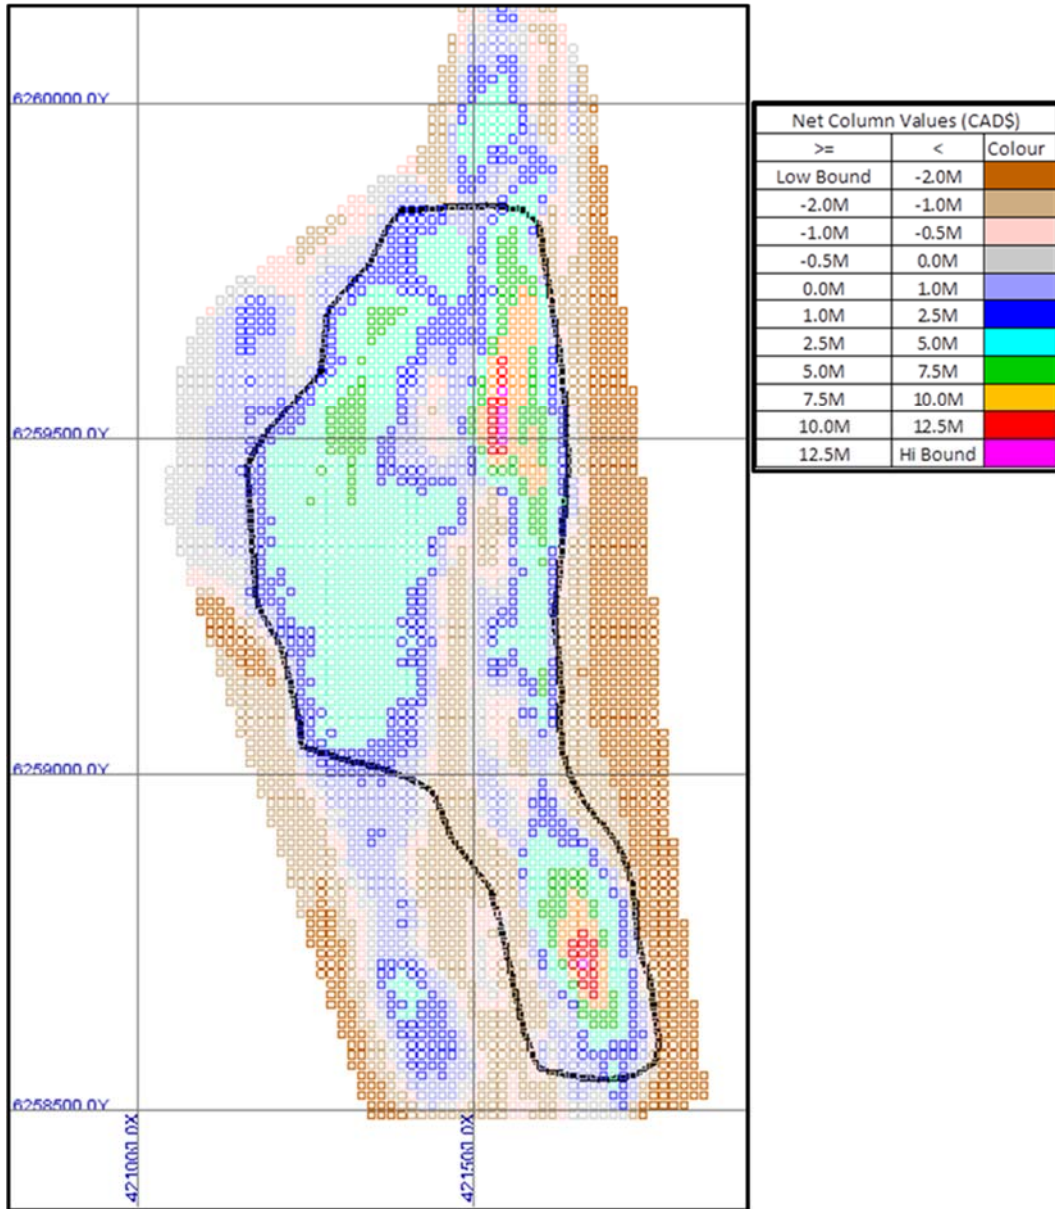 6260000.0Y
6259500.0Y
6259000.0Y
6258500.0Y
421000.0X
421500.0X
Net Column Values (CAD$)
>= < Colour
Low Bound -2.0M
-2.0M -1.0M
-1.0M -0.5M
-0.5M 0.0M
0.0M 1.0M
1.0M 2.5M
2.5M 5.0M
5.0M 7.5M
7.5M 10.0M
10.0M 12.5M
12.5M Hi Bound